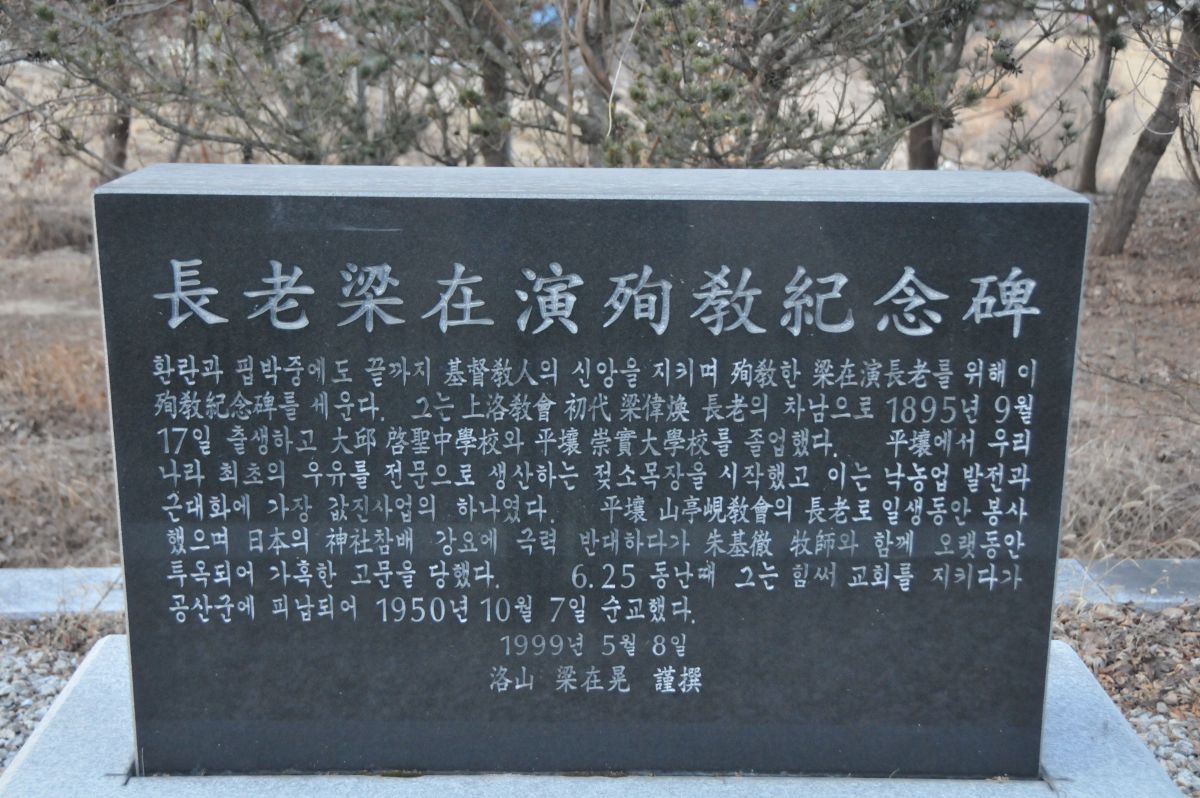 長老梁在演殉敎紀念碑
환란과 핍박중에도 끝까지 基督敎人의 신앙을 지키며 殉敎한 梁在演長老를 위해 이
殉敎紀念碑를 세운다. 그는 上洛敎會 初代 梁偉煥 長老의 차남으로 1895년 9월
17일 출생하고 大邱 啓聖中學校와 平壤 崇實大學校를 졸업했다. 平壤에서 우리
나라 최초의 우유를 전문으로 생산하는 젖소목장을 시작했고 이는 낙농업 발전과
근대화에 가장 값진사업의 하나였다. 平壤 山亭峴敎會의 長老로 일생동안 봉사
했으며 日本의 神社참배 강요에 극력 반대하다가 朱基徹 牧師와 함께 오랫동안
투옥되어 가혹한 고문을 당했다. 6.25 동난때 그는 힘써 교회를 지키다가
공산군에 피납되어 1950년 10월 7일 순교했다.
1999년 5월 8일
洛山 梁在晃 謹撰